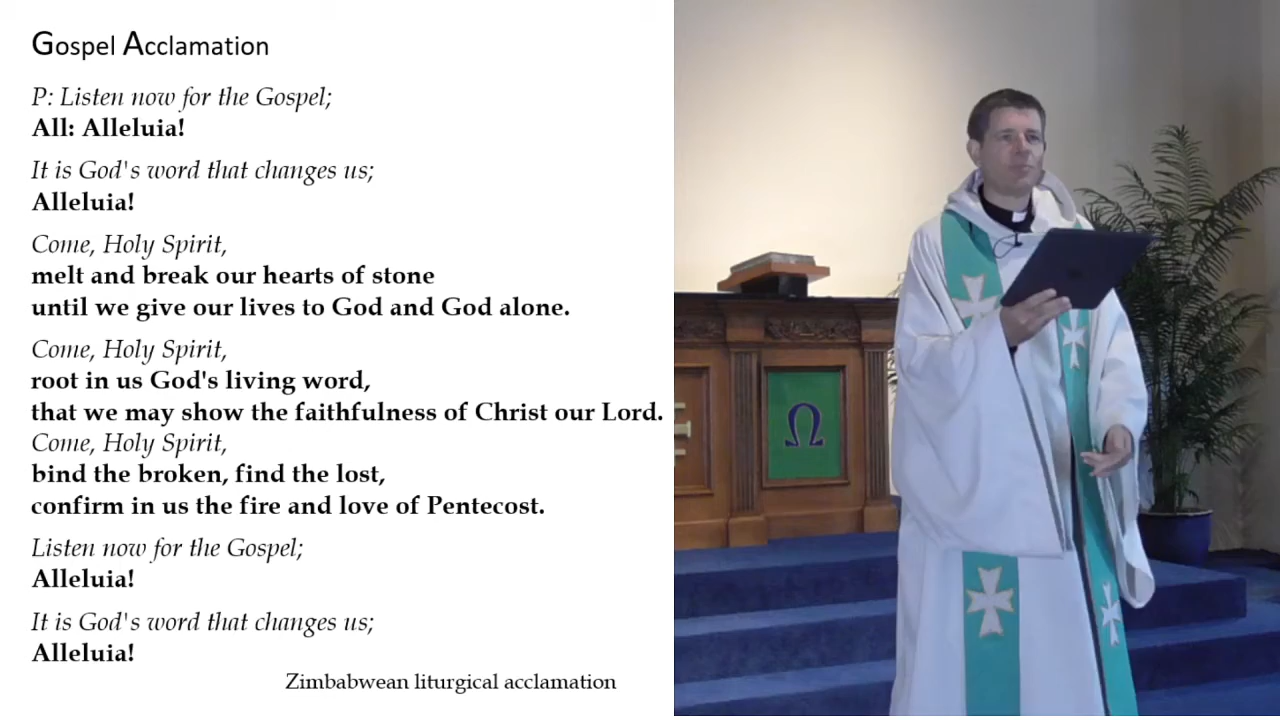 Gospel Acclamation
P: Listen now for the Gospel;
All: Alleluia!
It is God's word that changes us;
Alleluia!
Come, Holy Spirit,
melt and break our hearts of stone
until we give our lives to God and God alone.
Come, Holy Spirit,
root in us God's living word,
that we may show the faithfulness of Christ our Lord.
Come, Holy Spirit,
bind the broken, find the lost,
confirm in us the fire and love of Pentecost.
Listen now for the Gospel;
Alleluia!
It is God's word that changes us;
Alleluia!
Zimbabwean liturgical acclamation
Ω